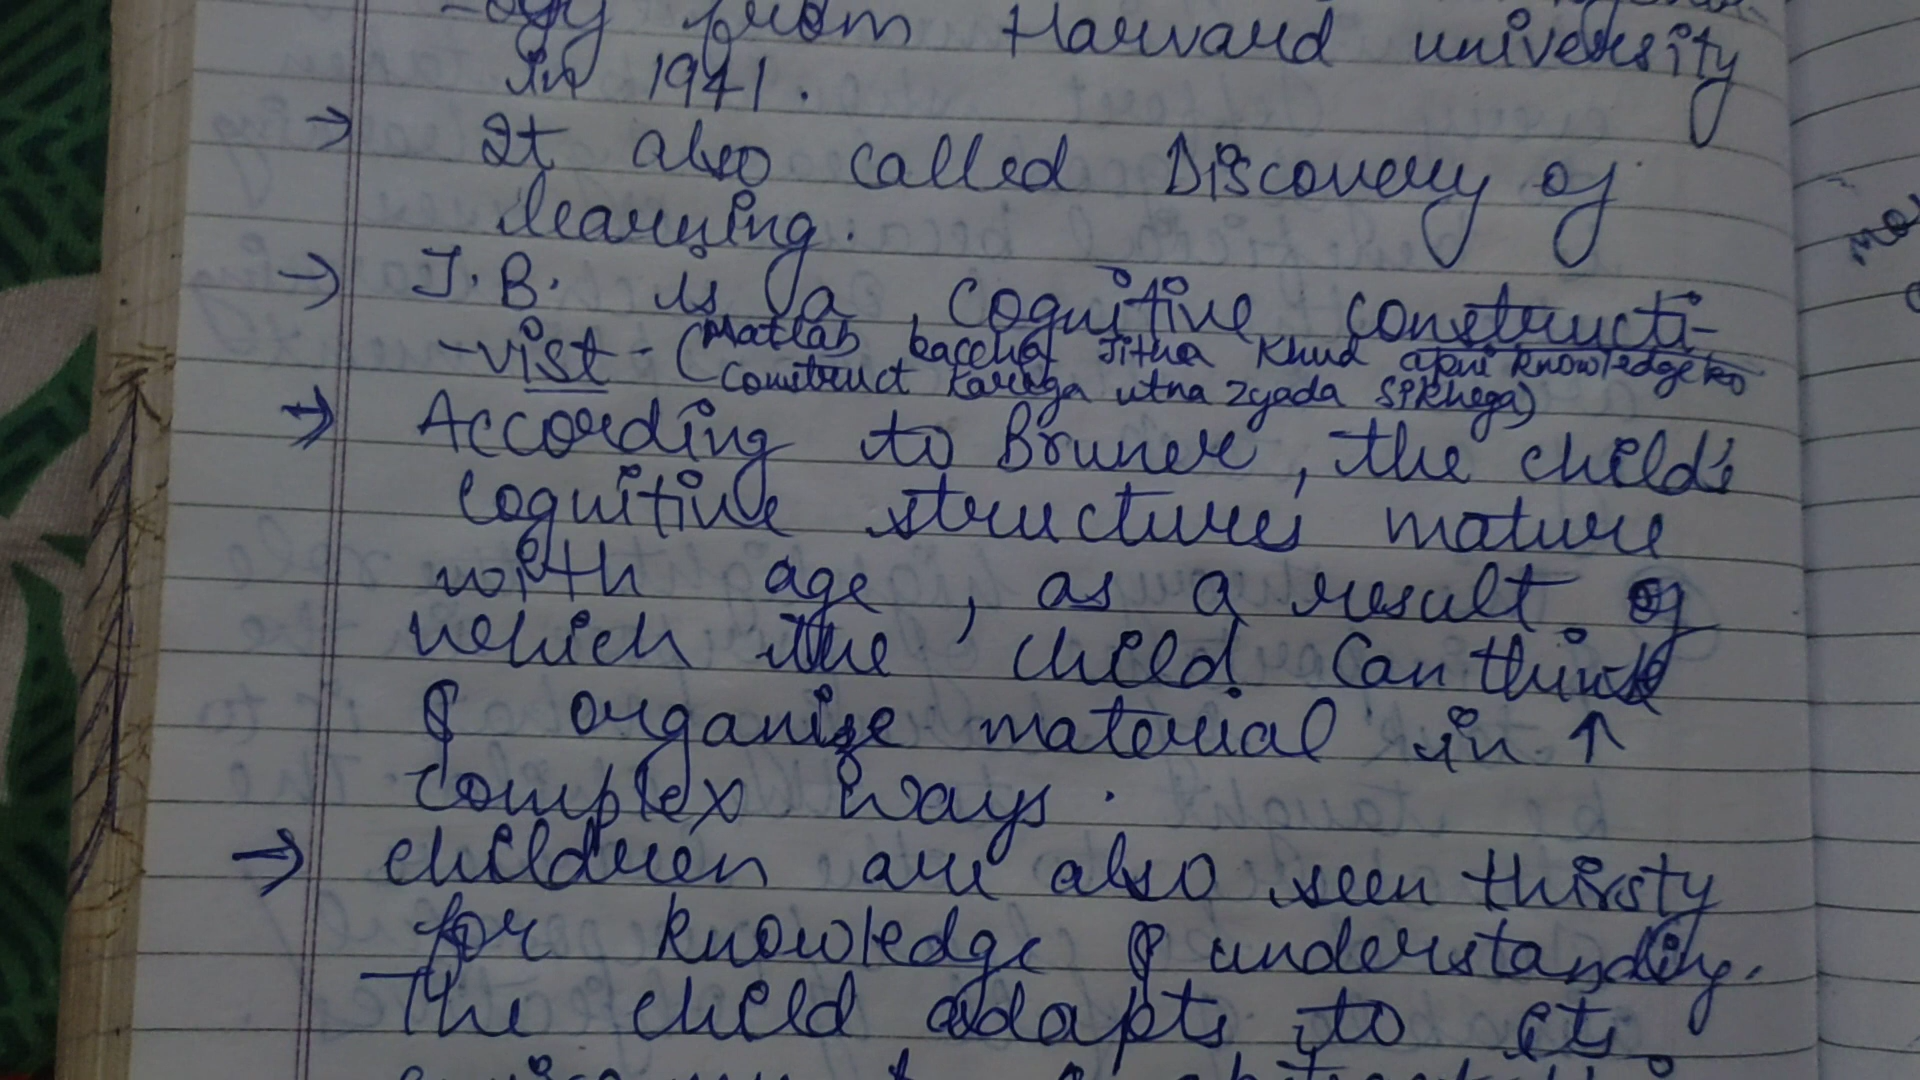 -ogy from Harvard university
in 1941.
→ It also called Discovery of
learning.
→ J.B. is a cognitive constructi-
-vist - (Matlab baccha jitna khud apni knowledge ko
construct karega utna zyada sikhega)
→ According to Bruner, the child's
cognitive structures mature
with age, as a result of
which the child can think
& organise material in ↑
complex ways.
→ children are also seen thirsty
for knowledge & understanding.
The child adapts to its